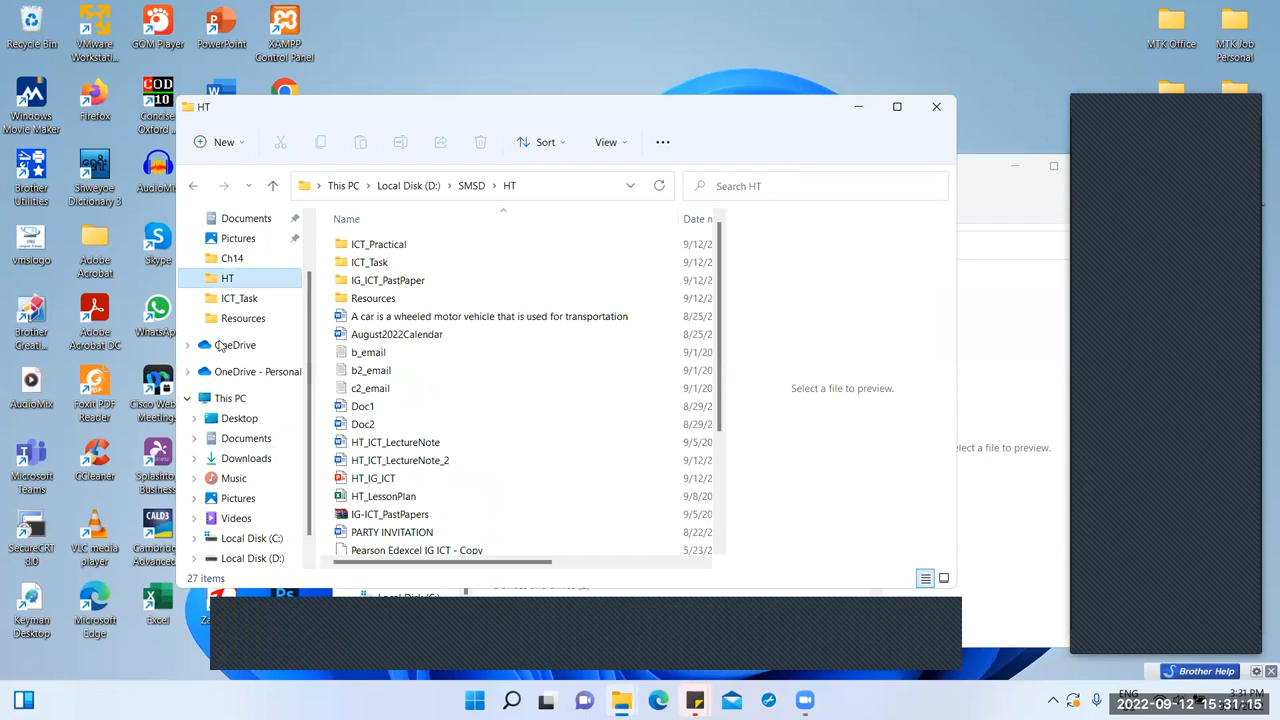 Recycle Bin
VMware Workstati...
GOM Player
PowerPoint
XAMPP Control Panel
MTK Office
MTK Job Personal
Windows Movie Maker
Firefox
Concise Oxford ...
Brother Utilities
Shweyoe Dictionary 3
AudioMix
vmslogo
Adobe Acrobat
Skype
Brother Creati...
Adobe Acrobat DC
WhatsApp
AudioMix
Foxit PDF Reader
Cisco Webex Meetings
Microsoft Teams
CCleaner
Splashtop Business
SecureCRT 8.0
VLC media player
Cambridge Advanced...
Keyman Desktop
Microsoft Edge
Excel
HT
New
Sort
View
This PC
Local Disk (D:)
SMSD
HT
Search HT
Documents
Pictures
Ch14
HT
ICT_Task
Resources
OneDrive
OneDrive - Personal
This PC
Desktop
Documents
Downloads
Music
Pictures
Videos
Local Disk (C:)
Local Disk (D:)
Name
ICT_Practical 9/12/2
ICT_Task 9/12/2
IG_ICT_PastPaper 9/12/2
Resources 9/12/2
A car is a wheeled motor vehicle that is used for transportation 8/25/2
August2022Calendar 8/25/2
b_email 9/1/20
b2_email 9/1/20
c2_email 9/1/20
Doc1 8/29/2
Doc2 8/29/2
HT_ICT_LectureNote 9/5/20
HT_ICT_LectureNote_2 9/12/2
HT_IG_ICT 9/12/2
HT_LessonPlan 9/8/20
IG-ICT_PastPapers 9/5/20
PARTY INVITATION 8/22/2
Pearson Edexcel IG ICT - Copy 5/23/2
Select a file to preview.
elect a file to preview.
27 items
Brother Help
ENG
3:31 PM
2022-09-12 15:31:15